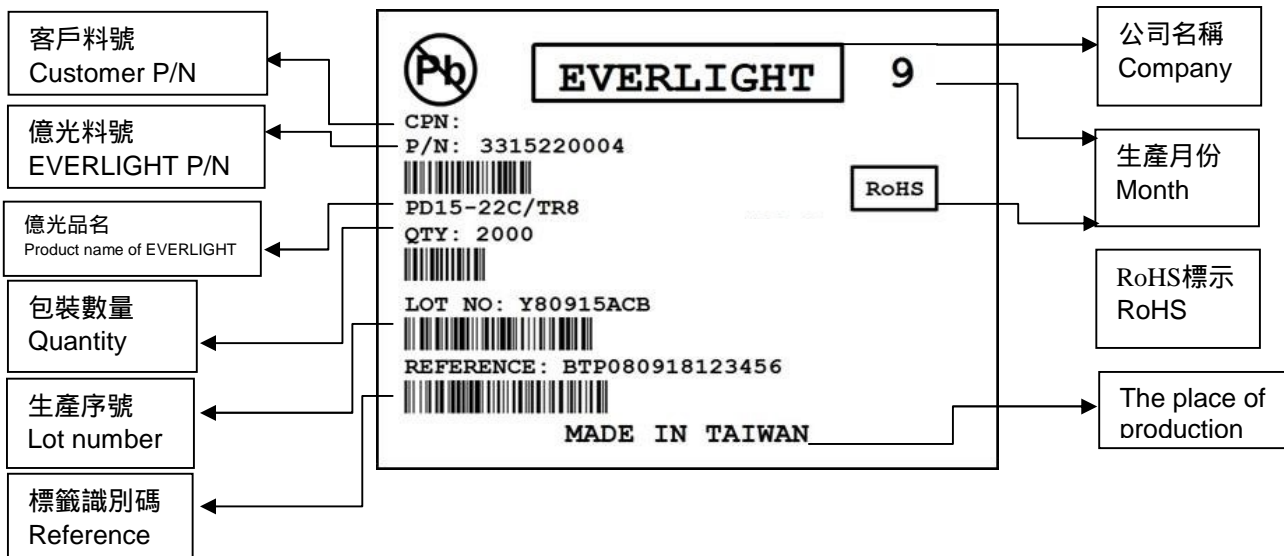 客戶料號
Customer P/N
億光料號
EVERLIGHT P/N
億光品名
Product name of EVERLIGHT
包裝數量
Quantity
生產序號
Lot number
標籤識別碼
Reference
Pb
EVERLIGHT
9
CPN:
P/N: 3315220004
RoHS
PD15-22C/TR8
QTY: 2000
LOT NO: Y80915ACB
REFERENCE: BTP080918123456
MADE IN TAIWAN
公司名稱
Company
生產月份
Month
RoHS標示
RoHS
The place of
production